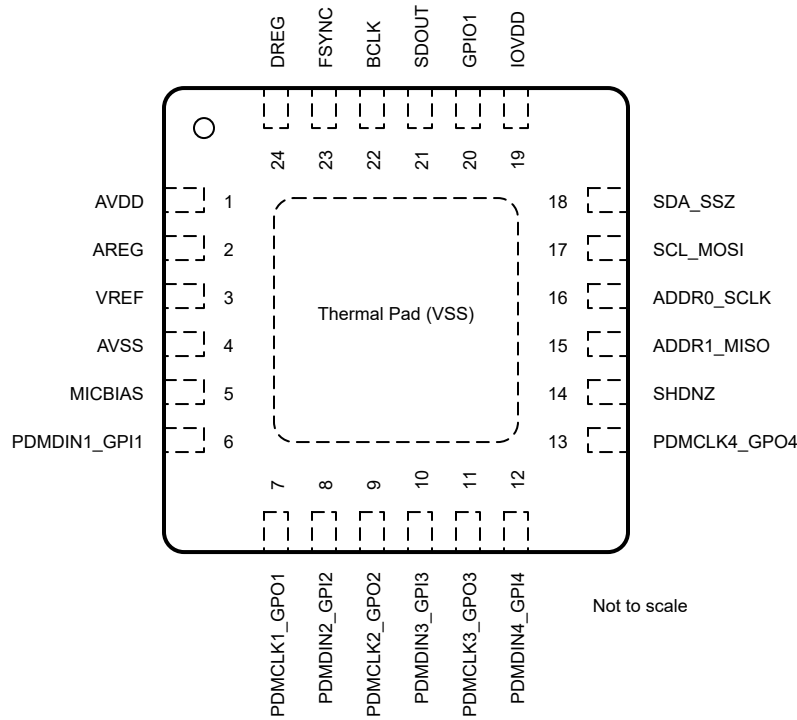 DREG
FSYNC
BCLK
SDOUT
GPIO1
IOVDD
24
23
22
21
20
19
AVDD 1
18 SDA_SSZ
AREG 2
17 SCL_MOSI
VREF 3
16 ADDR0_SCLK
Thermal Pad (VSS)
AVSS 4
15 ADDR1_MISO
MICBIAS 5
14 SHDNZ
PDMDIN1_GPI1 6
13 PDMCLK4_GPO4
7
8
9
10
11
12
PDMCLK1_GPO1
PDMDIN2_GPI2
PDMCLK2_GPO2
PDMDIN3_GPI3
PDMCLK3_GPO3
PDMDIN4_GPI4
Not to scale